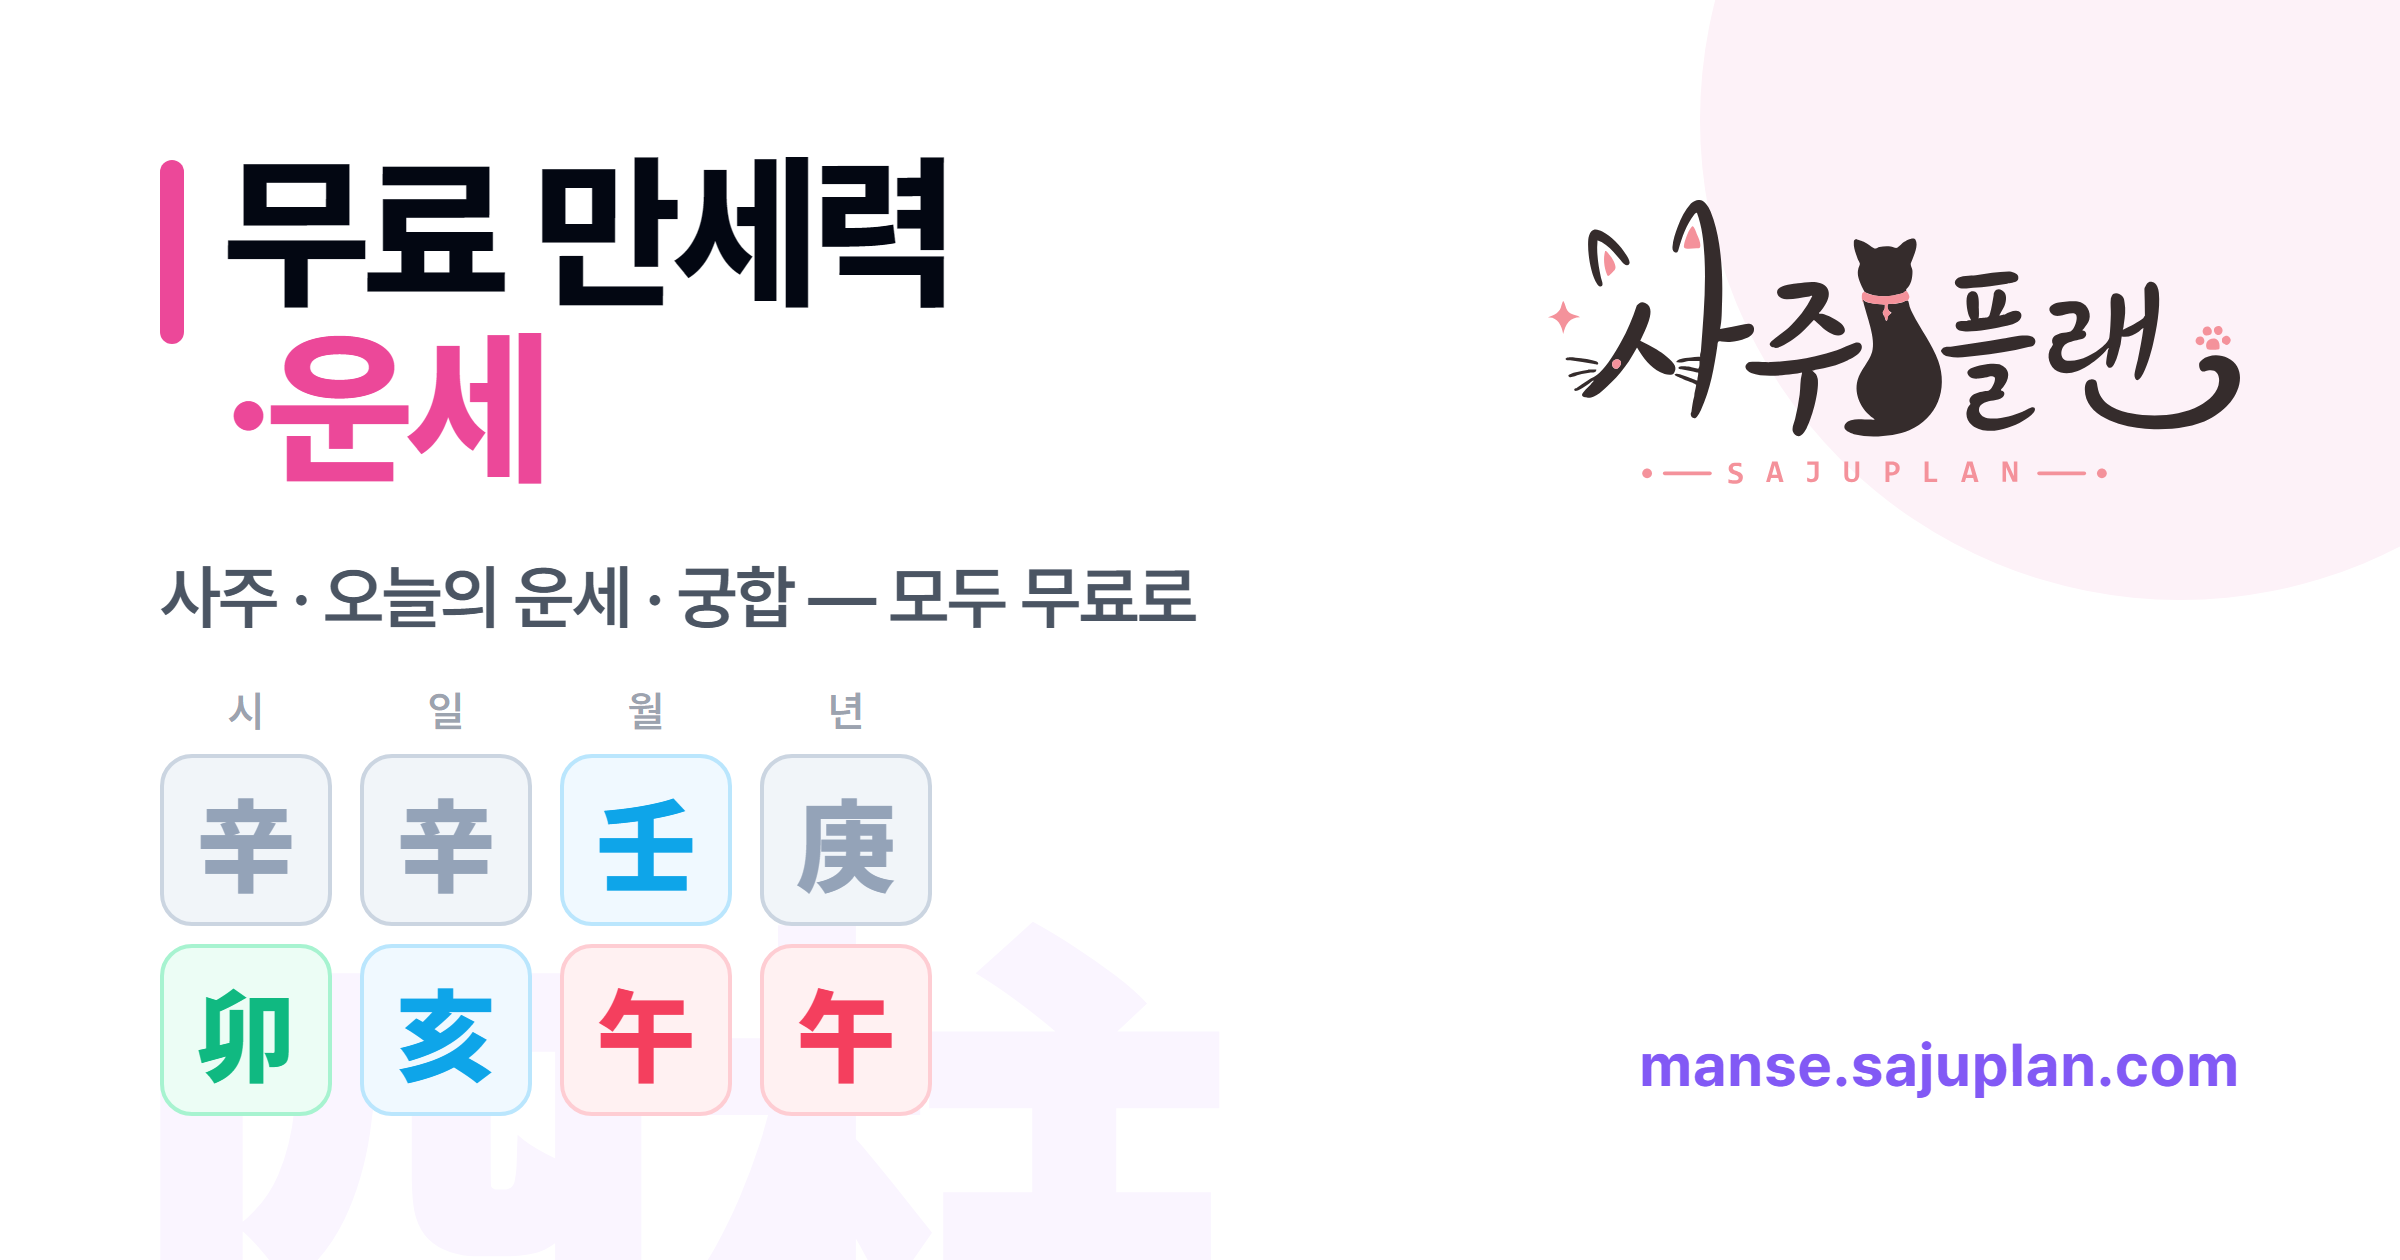 무료 만세력
·운세
사주플랜
SAJUPLAN
사주 · 오늘의 운세 · 궁합 — 모두 무료로
시 일 월 년
辛 辛 壬 庚
卯 亥 午 午
四柱
manse.sajuplan.com